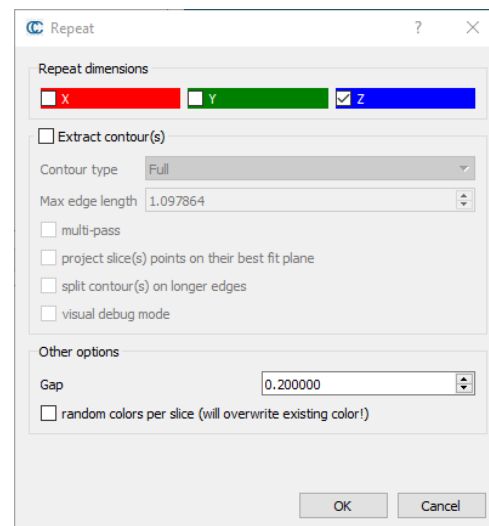 Repeat
Repeat dimensions
X Y Z
Extract contour(s)
Contour type Full
Max edge length 1.097864
multi-pass
project slice(s) points on their best fit plane
split contour(s) on longer edges
visual debug mode
Other options
Gap 0.200000
random colors per slice (will overwrite existing color!)
OK Cancel